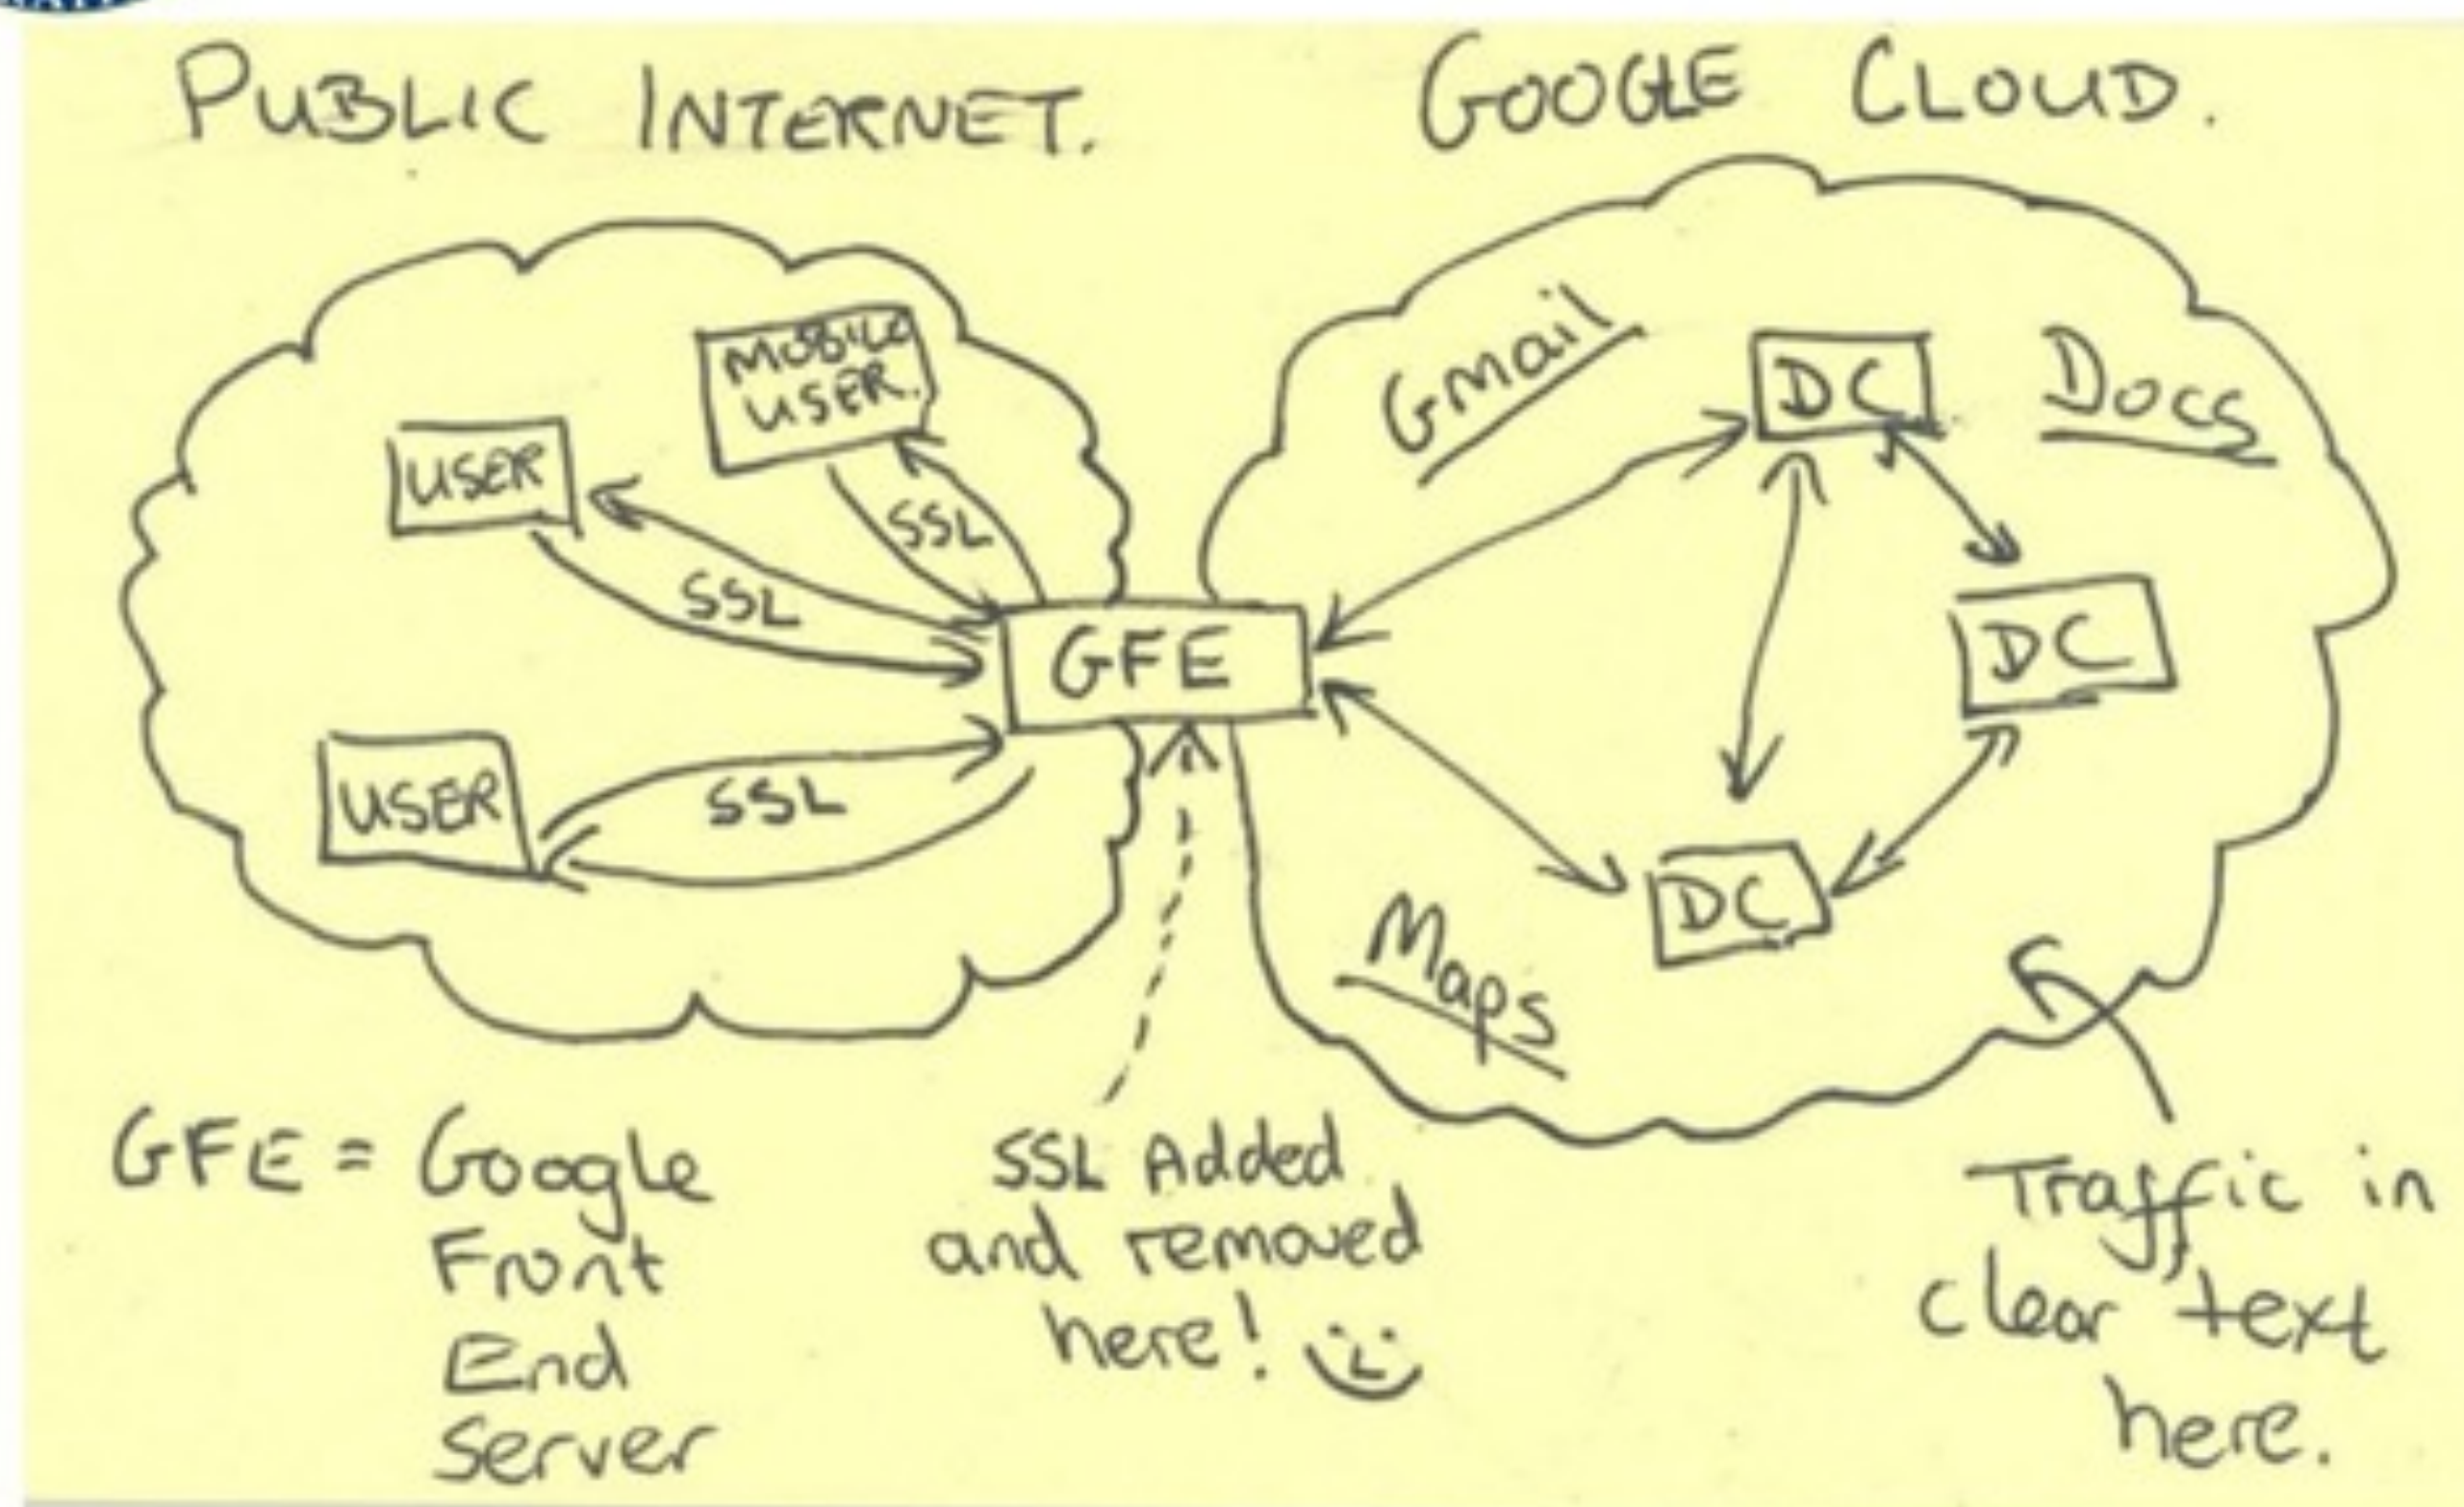 PUBLIC INTERNET.
GOOGLE CLOUD.
MOBILE
USER.
USER
SSL
SSL
USER
SSL
GFE
Gmail
DC
Docs
DC
DC
Maps
GFE = Google
Front
End
Server
SSL Added
and removed
here!
Traffic in
clear text
here.